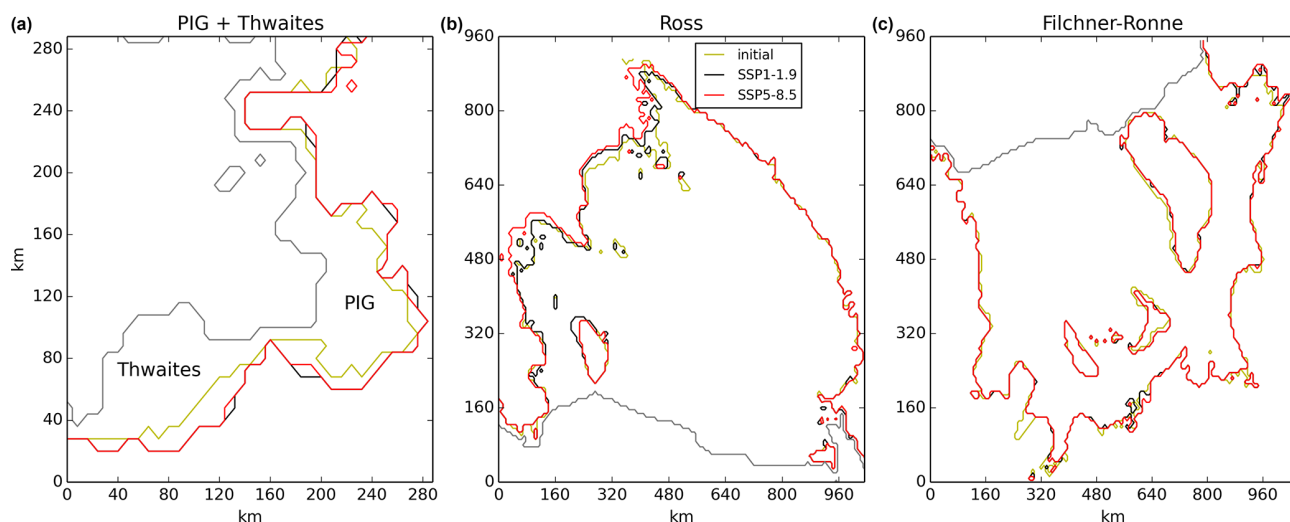 (a) PIG + Thwaites
(b) Ross
(c) Filchner-Ronne
280
240
200
160
120
80
40
0
km
PIG
Thwaites
0 40 80 120 160 200 240 280
km
960
800
640
480
320
160
0
initial
SSP1-1.9
SSP5-8.5
0 160 320 480 640 800 960
km
960
800
640
480
320
160
0
0 160 320 480 640 800 960
km